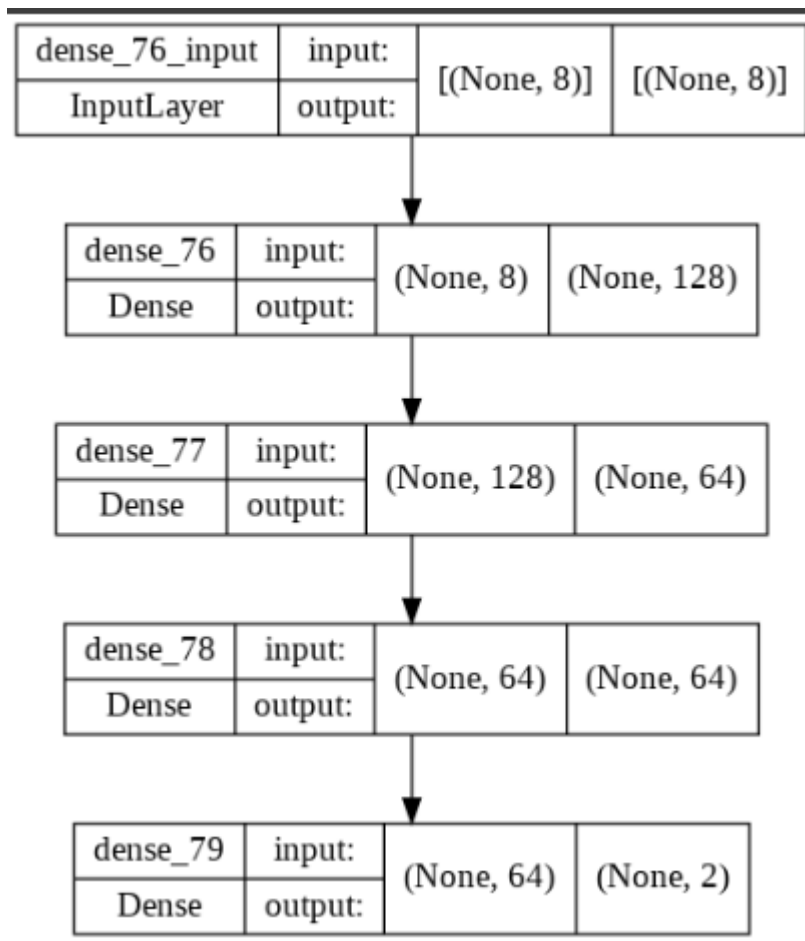 dense_76_input input: [(None, 8)] [(None, 8)]
InputLayer output:
dense_76 input: (None, 8) (None, 128)
Dense output:
dense_77 input: (None, 128) (None, 64)
Dense output:
dense_78 input: (None, 64) (None, 64)
Dense output:
dense_79 input: (None, 64) (None, 2)
Dense output: